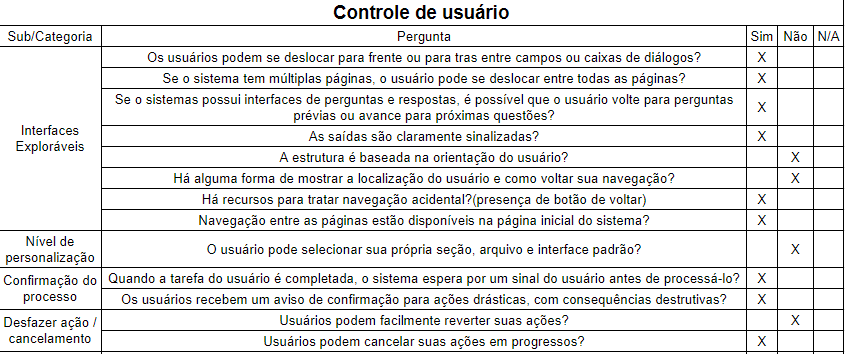 Controle de usuário
Sub/Categoria Pergunta Sim Não N/A
Interfaces Exploráveis
Os usuários podem se deslocar para frente ou para tras entre campos ou caixas de diálogos? X
Se o sistema tem múltiplas páginas, o usuário pode se deslocar entre todas as páginas? X
Se o sistemas possui interfaces de perguntas e respostas, é possível que o usuário volte para perguntas
prévias ou avance para próximas questões? X
As saídas são claramente sinalizadas? X
A estrutura é baseada na orientação do usuário? X
Há alguma forma de mostrar a localização do usuário e como voltar sua navegação? X
Há recursos para tratar navegação acidental?(presença de botão de voltar) X
Navegação entre as páginas estão disponíveis na página inicial do sistema? X
Nível de
personalização
O usuário pode selecionar sua própria seção, arquivo e interface padrão? X
Confirmação do
processo
Quando a tarefa do usuário é completada, o sistema espera por um sinal do usuário antes de processá-lo? X
Os usuários recebem um aviso de confirmação para ações drásticas, com consequências destrutivas? X
Desfazer ação /
cancelamento
Usuários podem facilmente reverter suas ações? X
Usuários podem cancelar suas ações em progressos? X